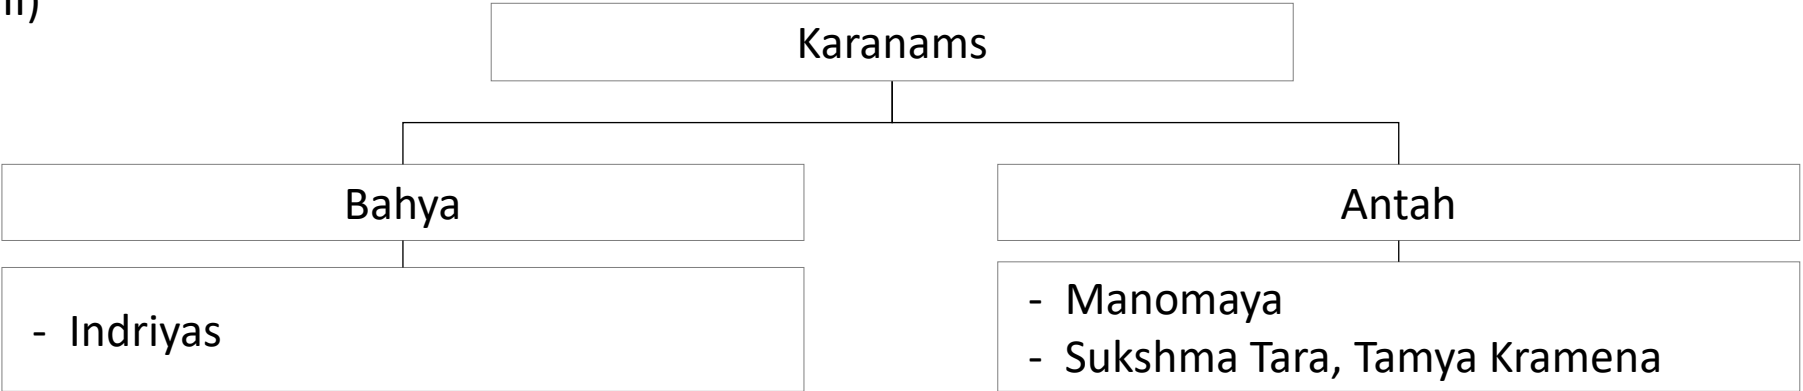 II)
Karanams
Bahya
Antah
- Indriyas
- Manomaya
- Sukshma Tara, Tamya Kramena